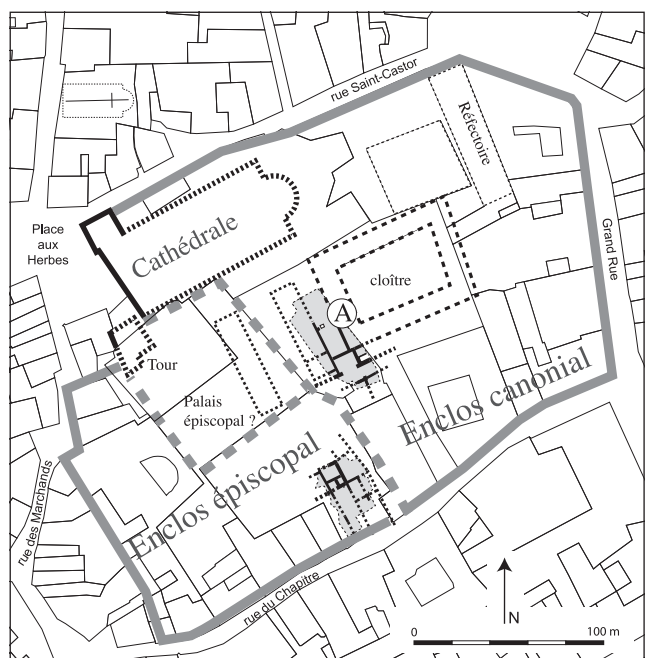 rue Saint-Castor
Réfectoire
Place
aux
Herbes
Cathédrale
Grand Rue
cloître
A
Tour
Palais
épiscopal ?
Enclos canonial
Enclos épiscopal
rue des Marchands
rue du Chapitre
N
0 100 m